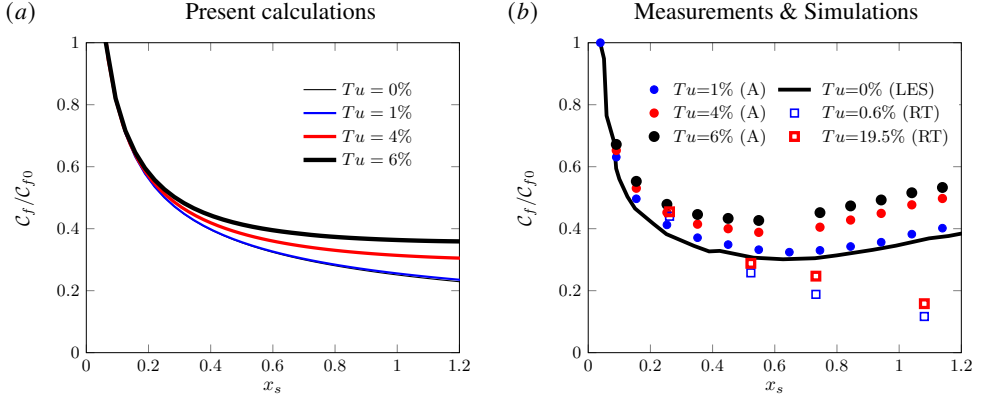 (a) Present calculations
1
0.8
0.6
0.4
0.2
0
0 0.2 0.4 0.6 0.8 1 1.2
C_f/C_{f0}
x_s
Tu = 0%
Tu = 1%
Tu = 4%
Tu = 6%
(b) Measurements & Simulations
1
0.8
0.6
0.4
0.2
0
0 0.2 0.4 0.6 0.8 1 1.2
C_f/C_{f0}
x_s
Tu=1% (A) Tu=0% (LES)
Tu=4% (A) Tu=0.6% (RT)
Tu=6% (A) Tu=19.5% (RT)